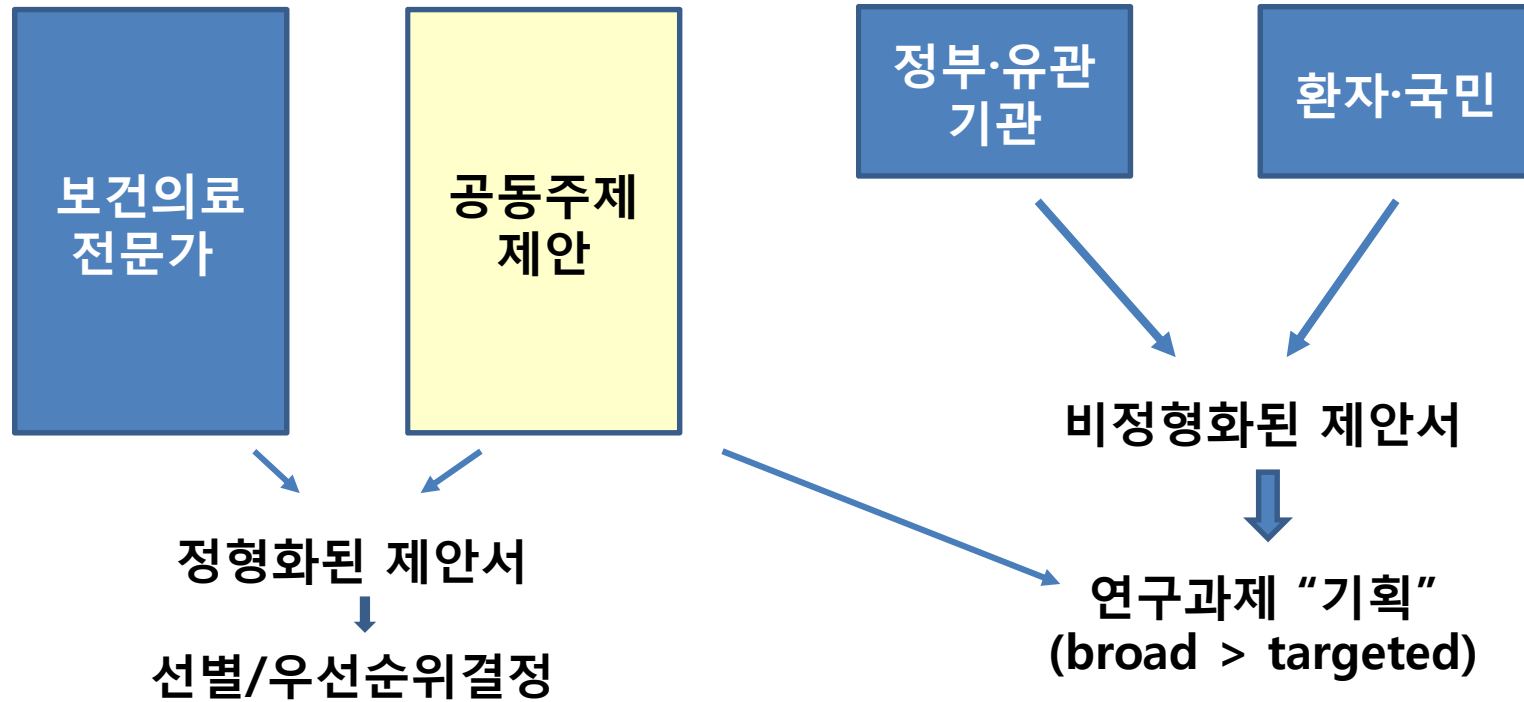 보건의료
전문가
공동주제
제안
정부·유관
기관
환자·국민
비정형화된 제안서
정형화된 제안서
연구과제 “기획”
(broad > targeted)
선별/우선순위결정